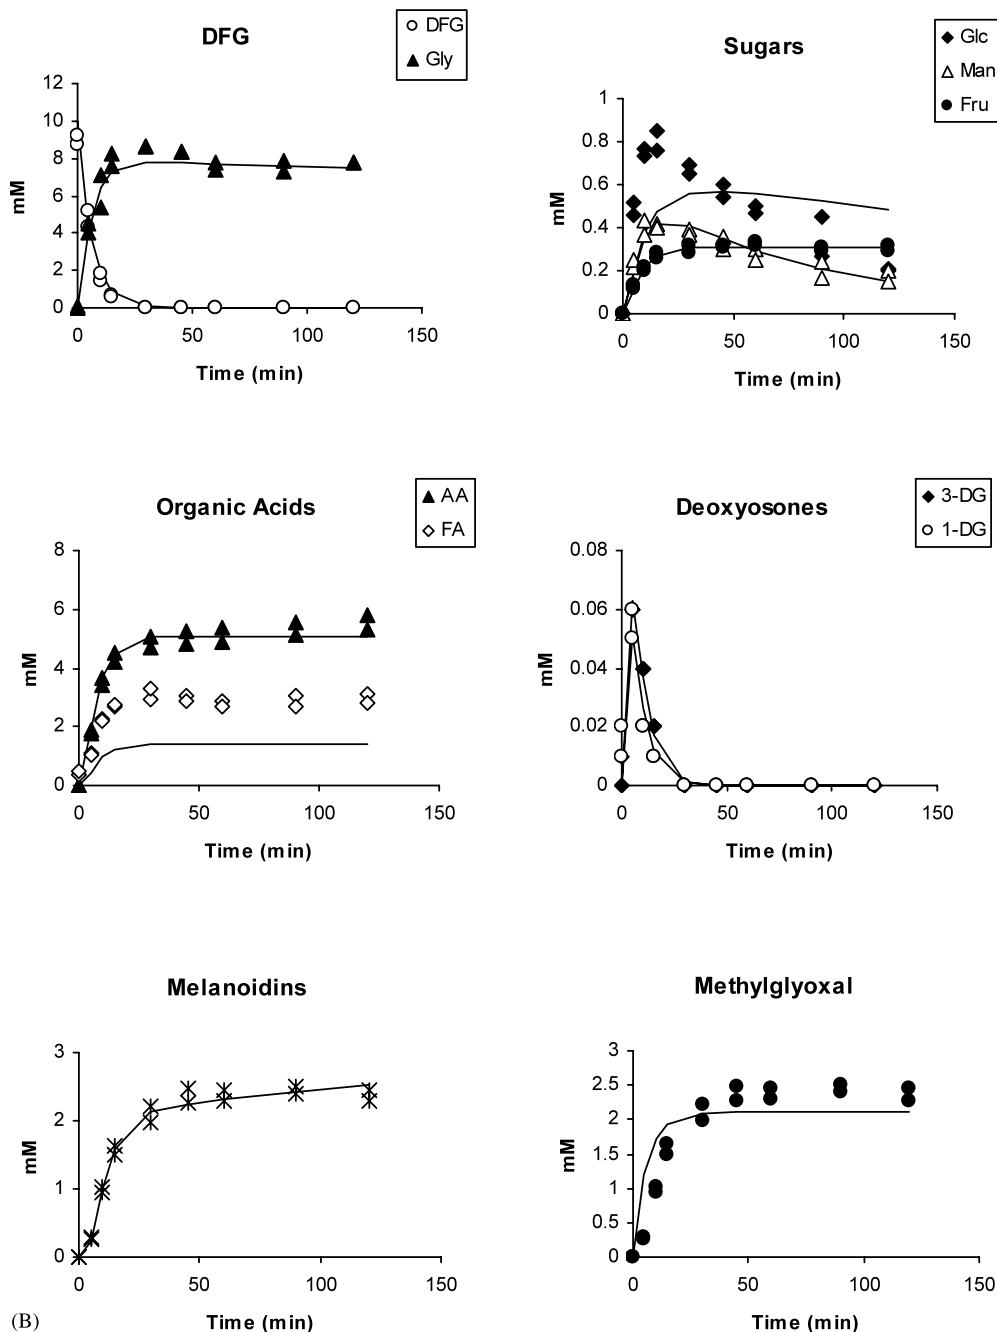 DFG
DFG
Gly
12
10
8
6
4
2
0
mM
0 50 100 150
Time (min)
Sugars
Glc
Man
Fru
1
0.8
0.6
0.4
0.2
0
mM
0 50 100 150
Time (min)
Organic Acids
AA
FA
8
6
4
2
0
mM
0 50 100 150
Time (min)
Deoxyosones
3-DG
1-DG
0.08
0.06
0.04
0.02
0
mM
0 50 100 150
Time (min)
Melanoidins
3
2
1
0
mM
0 50 100 150
Time (min)
Methylglyoxal
3
2.5
2
1.5
1
0.5
0
mM
0 50 100 150
Time (min)
(B)